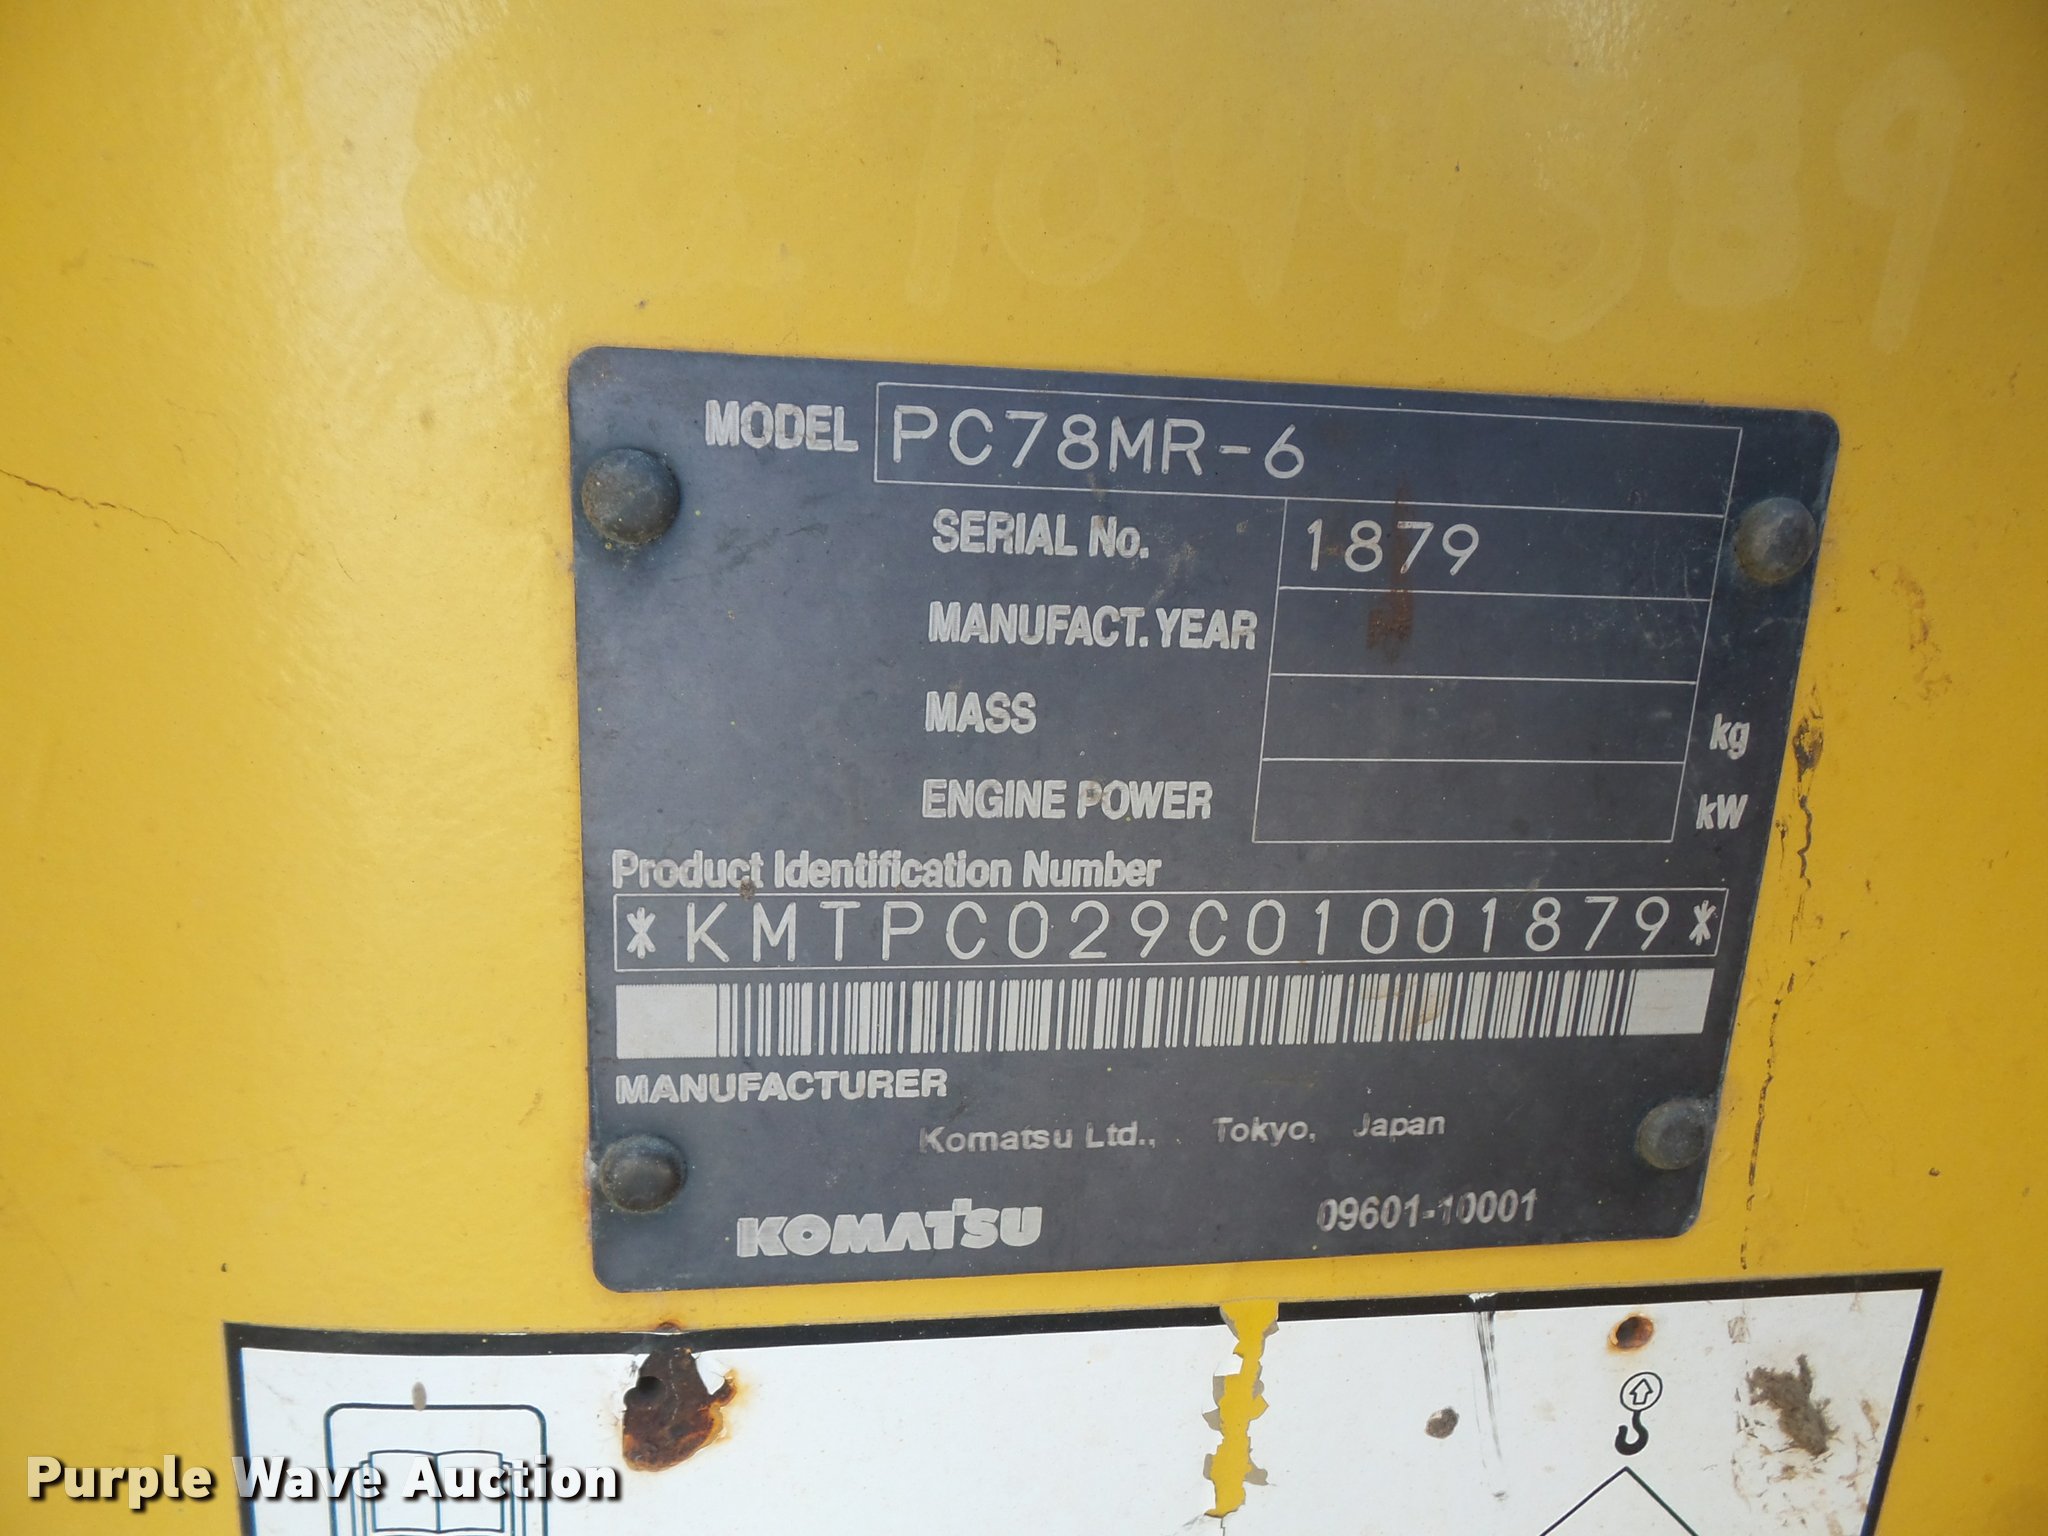 MODEL PC78MR-6
SERIAL No. 1879
MANUFACT. YEAR
MASS kg
ENGINE POWER kW
Product Identification Number
*KMTPC029C01001879*
MANUFACTURER
Komatsu Ltd., Tokyo, Japan
KOMATSU 09601-10001
Purple Wave Auction